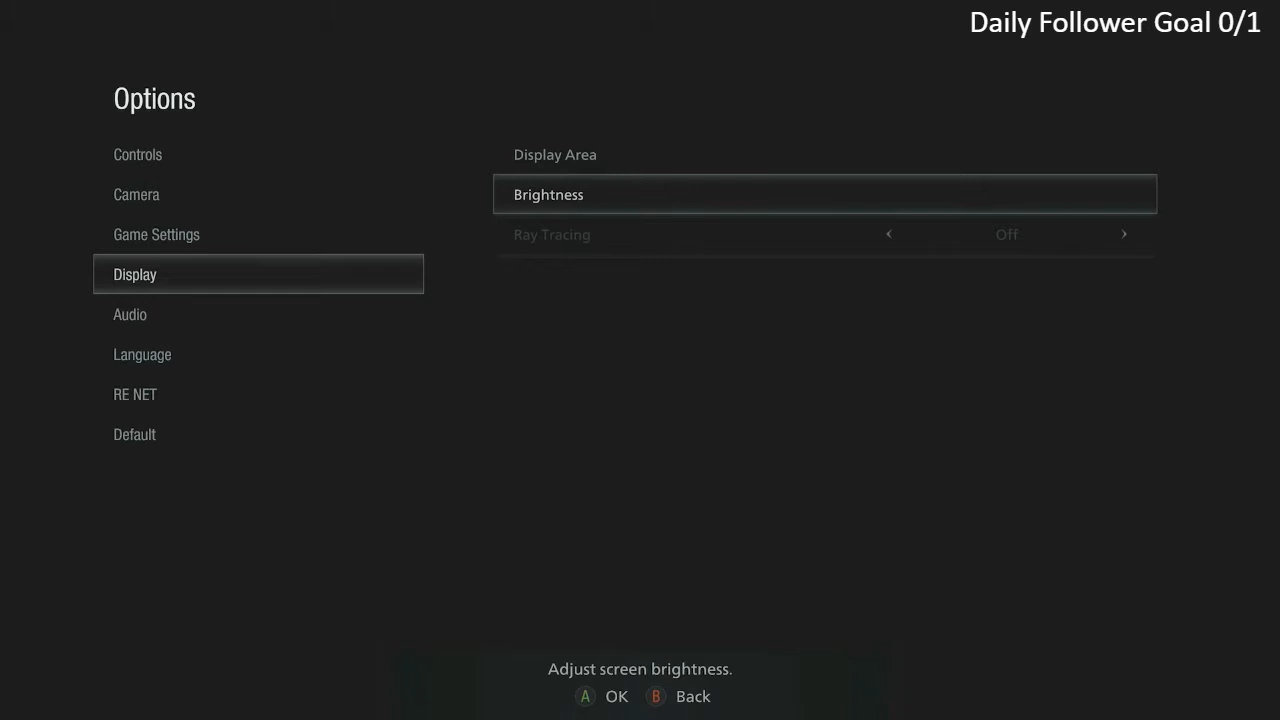 Daily Follower Goal 0/1
Options
Controls
Camera
Game Settings
Display
Audio
Language
RE NET
Default
Display Area
Brightness
Ray Tracing Off
Adjust screen brightness.
A OK B Back